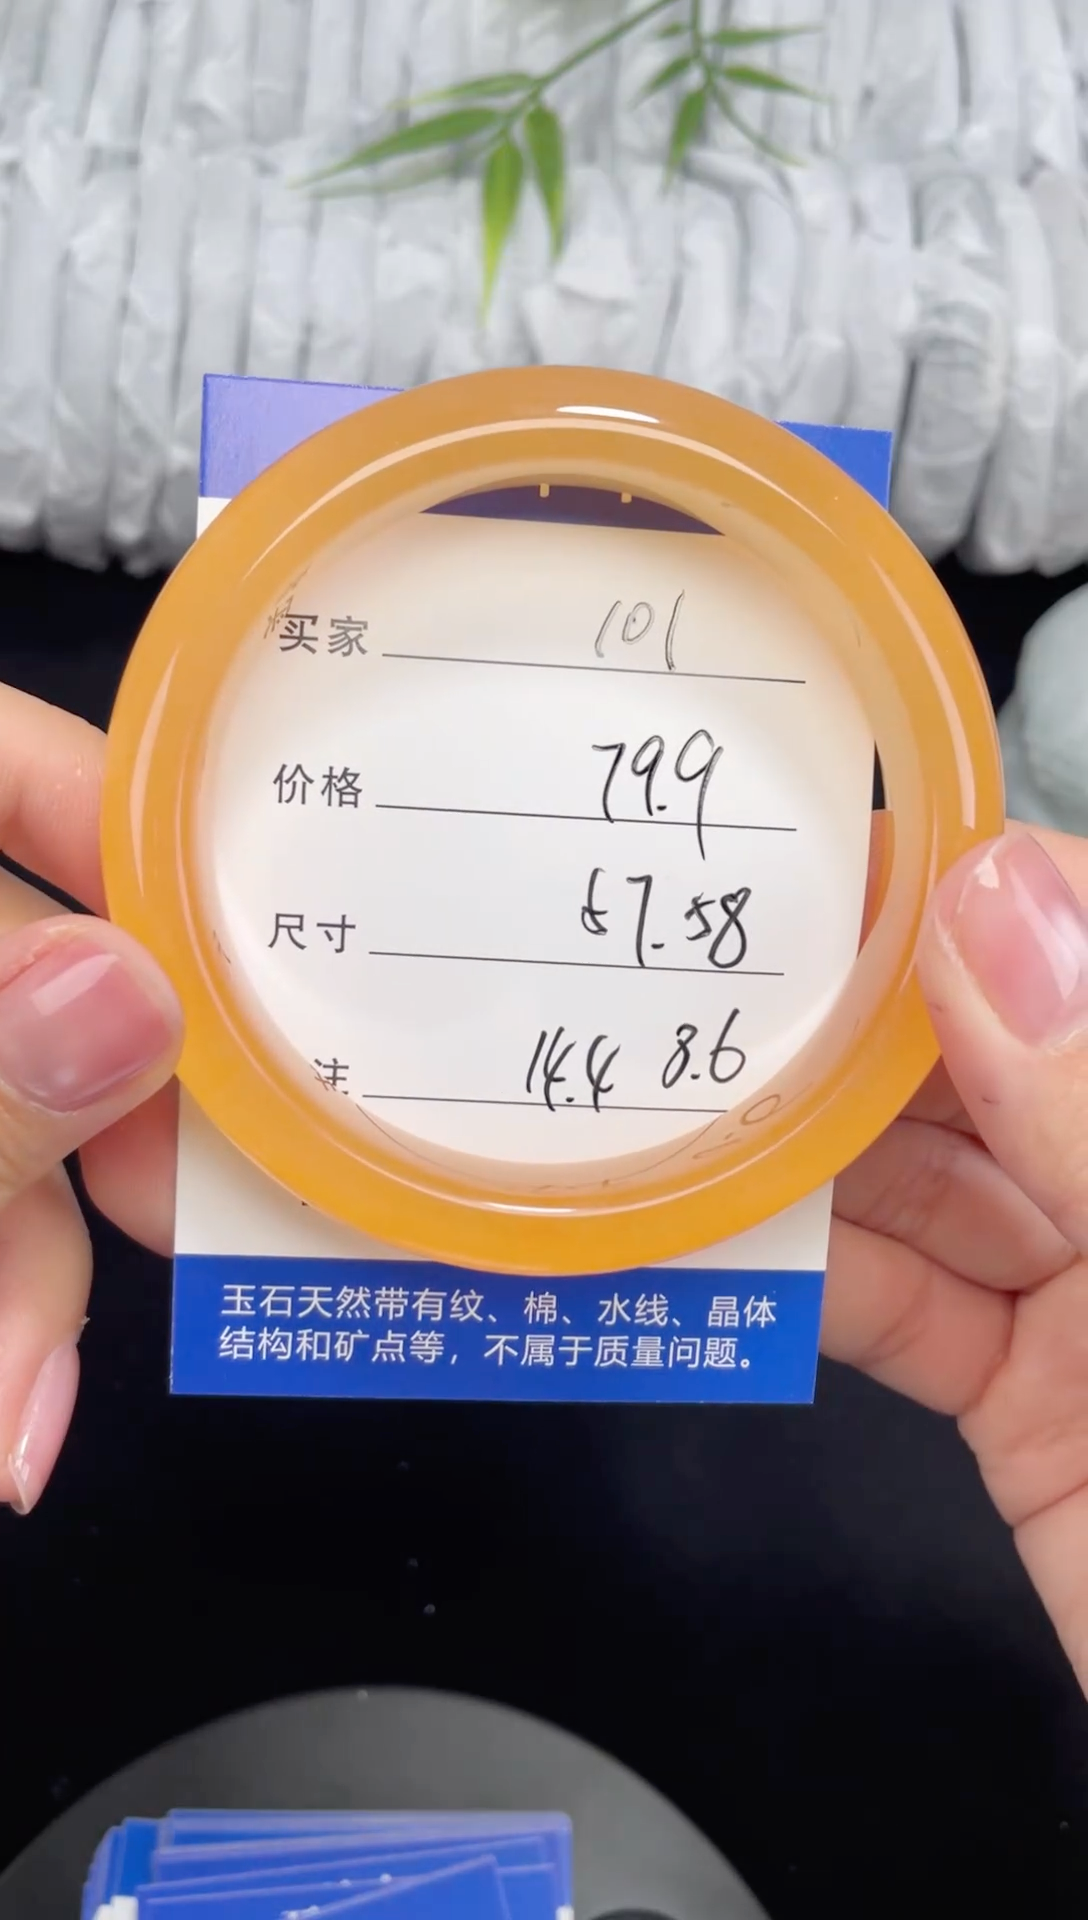 买家 101
价格 79.9
尺寸 57.58
注 14.4 8.6
玉石天然带有纹、棉、水线、晶体
结构和矿点等，不属于质量问题。